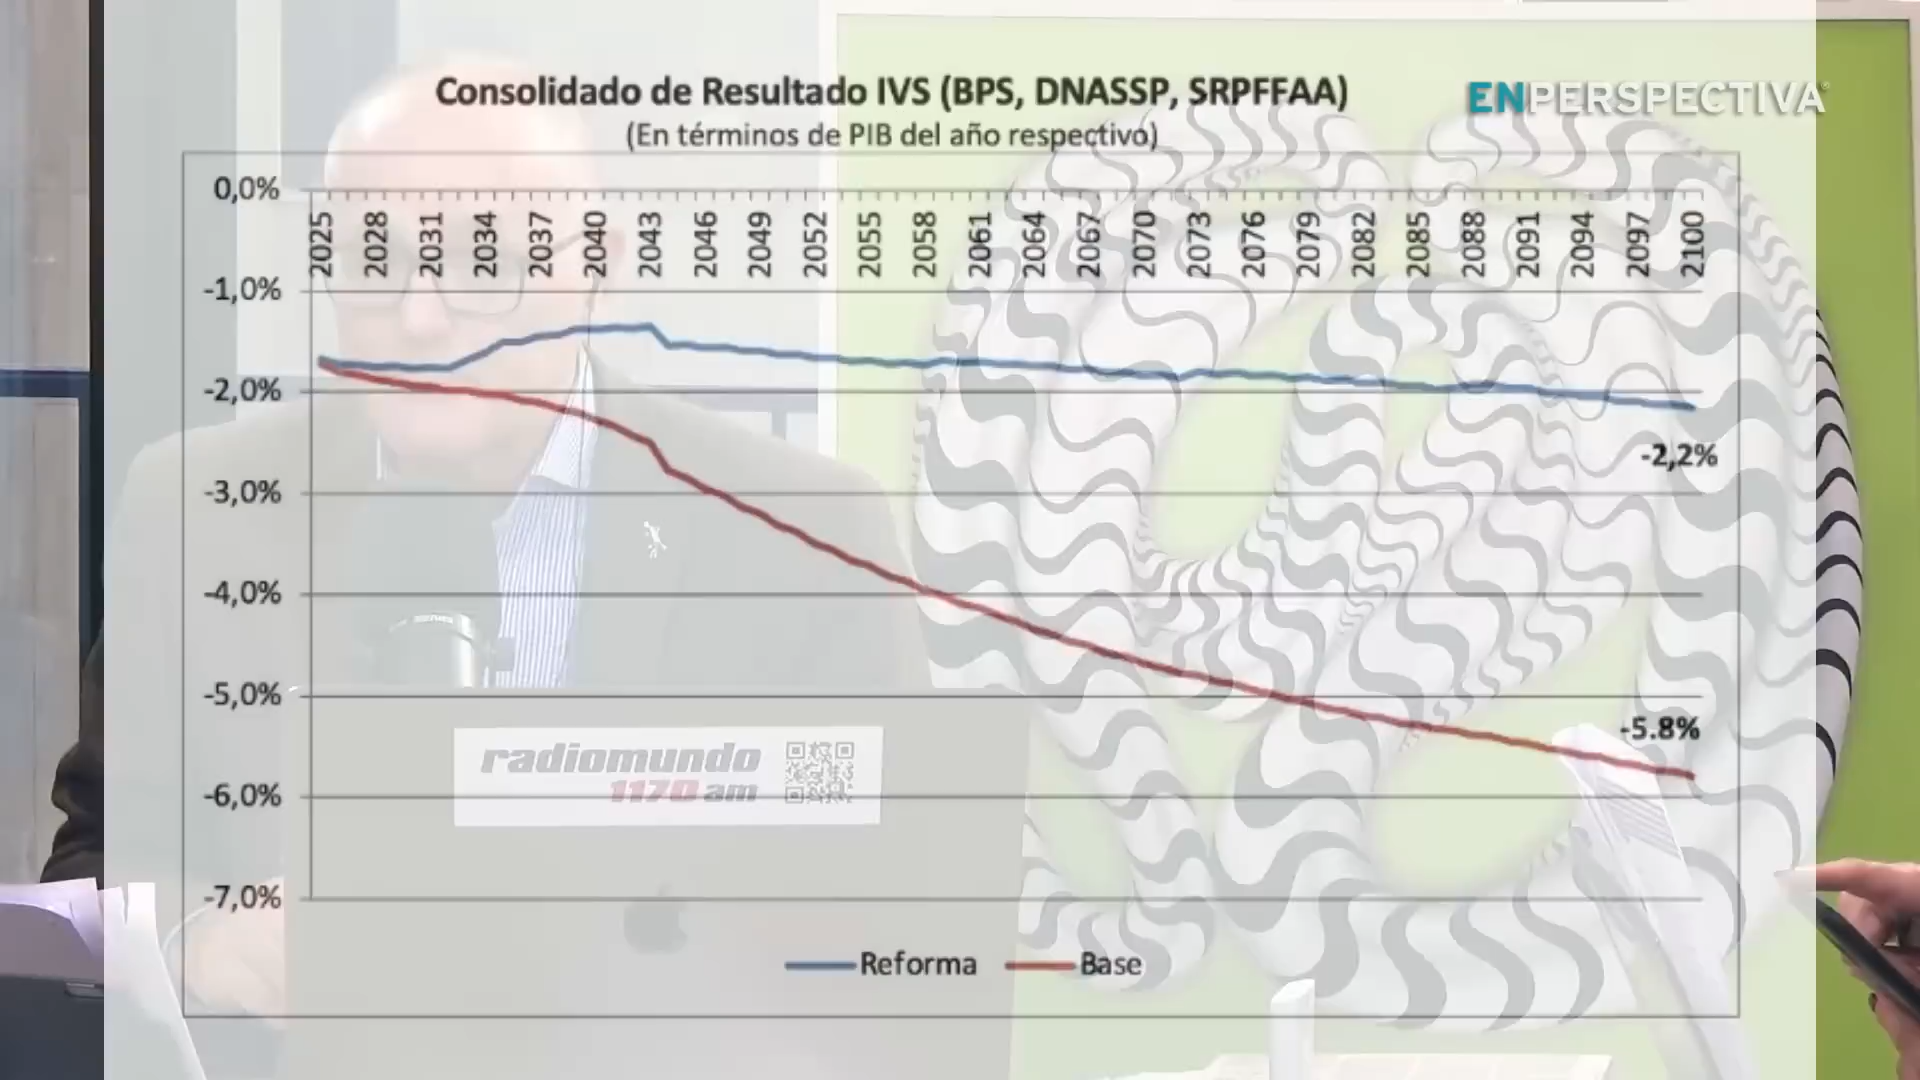 Consolidado de Resultado IVS (BPS, DNASSP, SRPFFAA)
ENPERSPECTIVA
(En términos de PIB del año respectivo)
0,0%
2025 2028 2031 2034 2037 2040 2043 2046 2049 2052 2055 2058 2061 2064 2067 2070 2073 2076 2079 2082 2085 2088 2091 2094 2097 2100
-1,0%
-2,0%
-2,2%
-3,0%
-4,0%
-5,0%
-5.8%
-6,0%
-7,0%
radiomundo
1170 am
Reforma Base